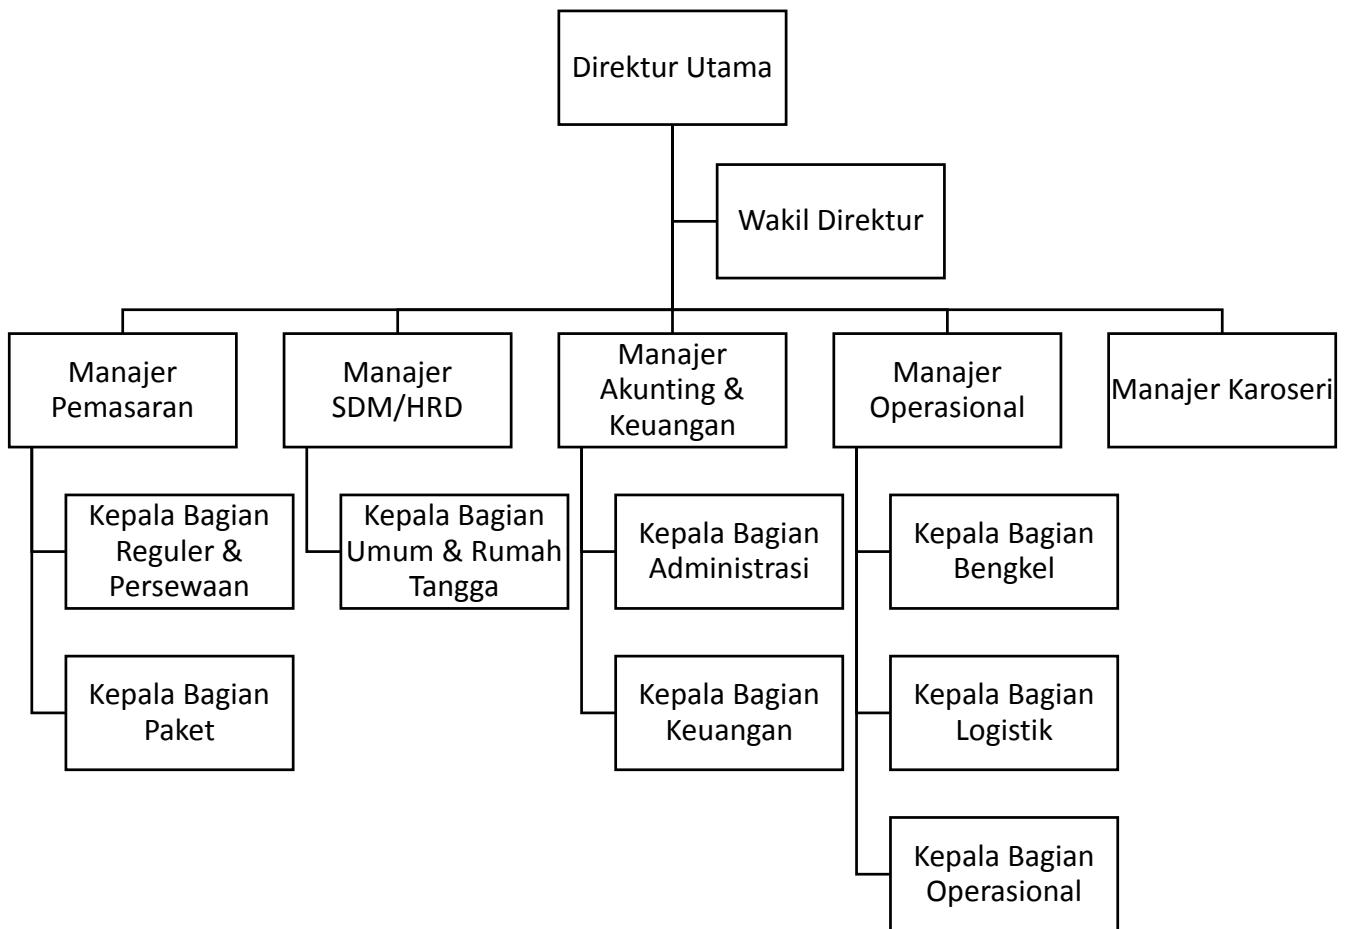 Direktur Utama
Wakil Direktur
Manajer
Pemasaran
Manajer
SDM/HRD
Manajer
Akunting &
Keuangan
Manajer
Operasional
Manajer Karoseri
Kepala Bagian
Reguler &
Persewaan
Kepala Bagian
Umum & Rumah
Tangga
Kepala Bagian
Administrasi
Kepala Bagian
Bengkel
Kepala Bagian
Paket
Kepala Bagian
Keuangan
Kepala Bagian
Logistik
Kepala Bagian
Operasional